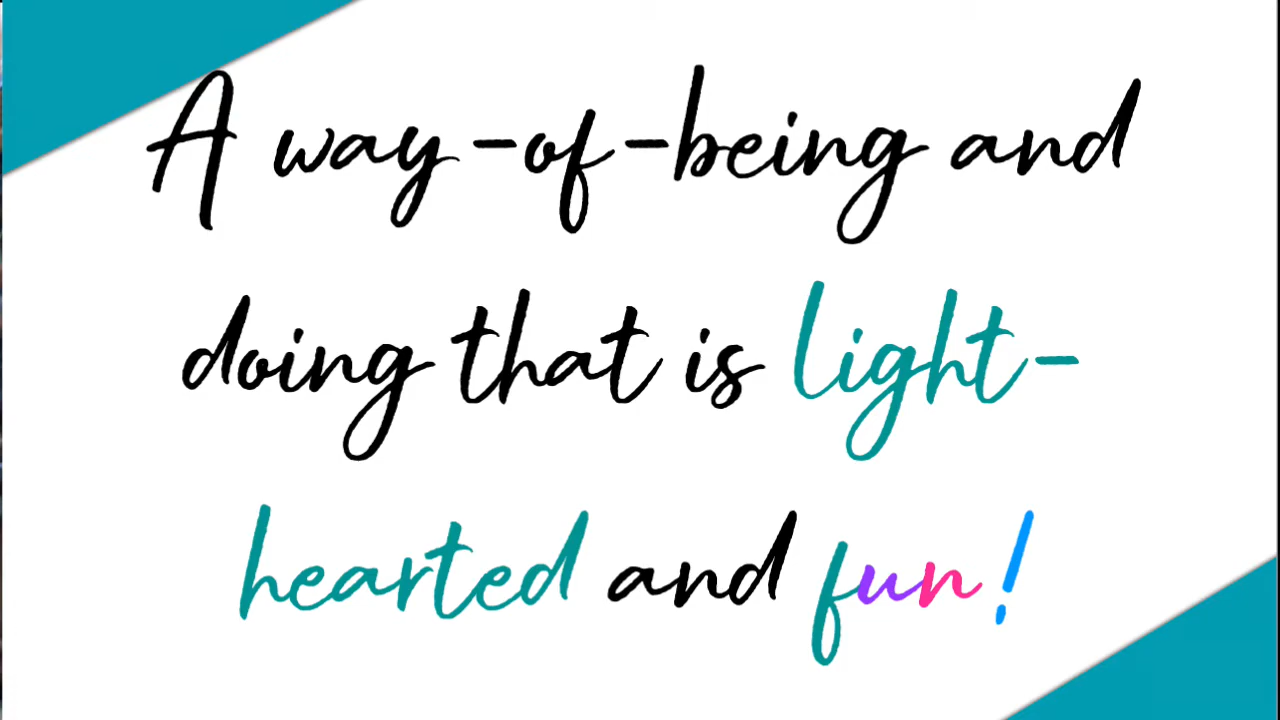 A way-of-being and
doing that is light-
hearted and fun!